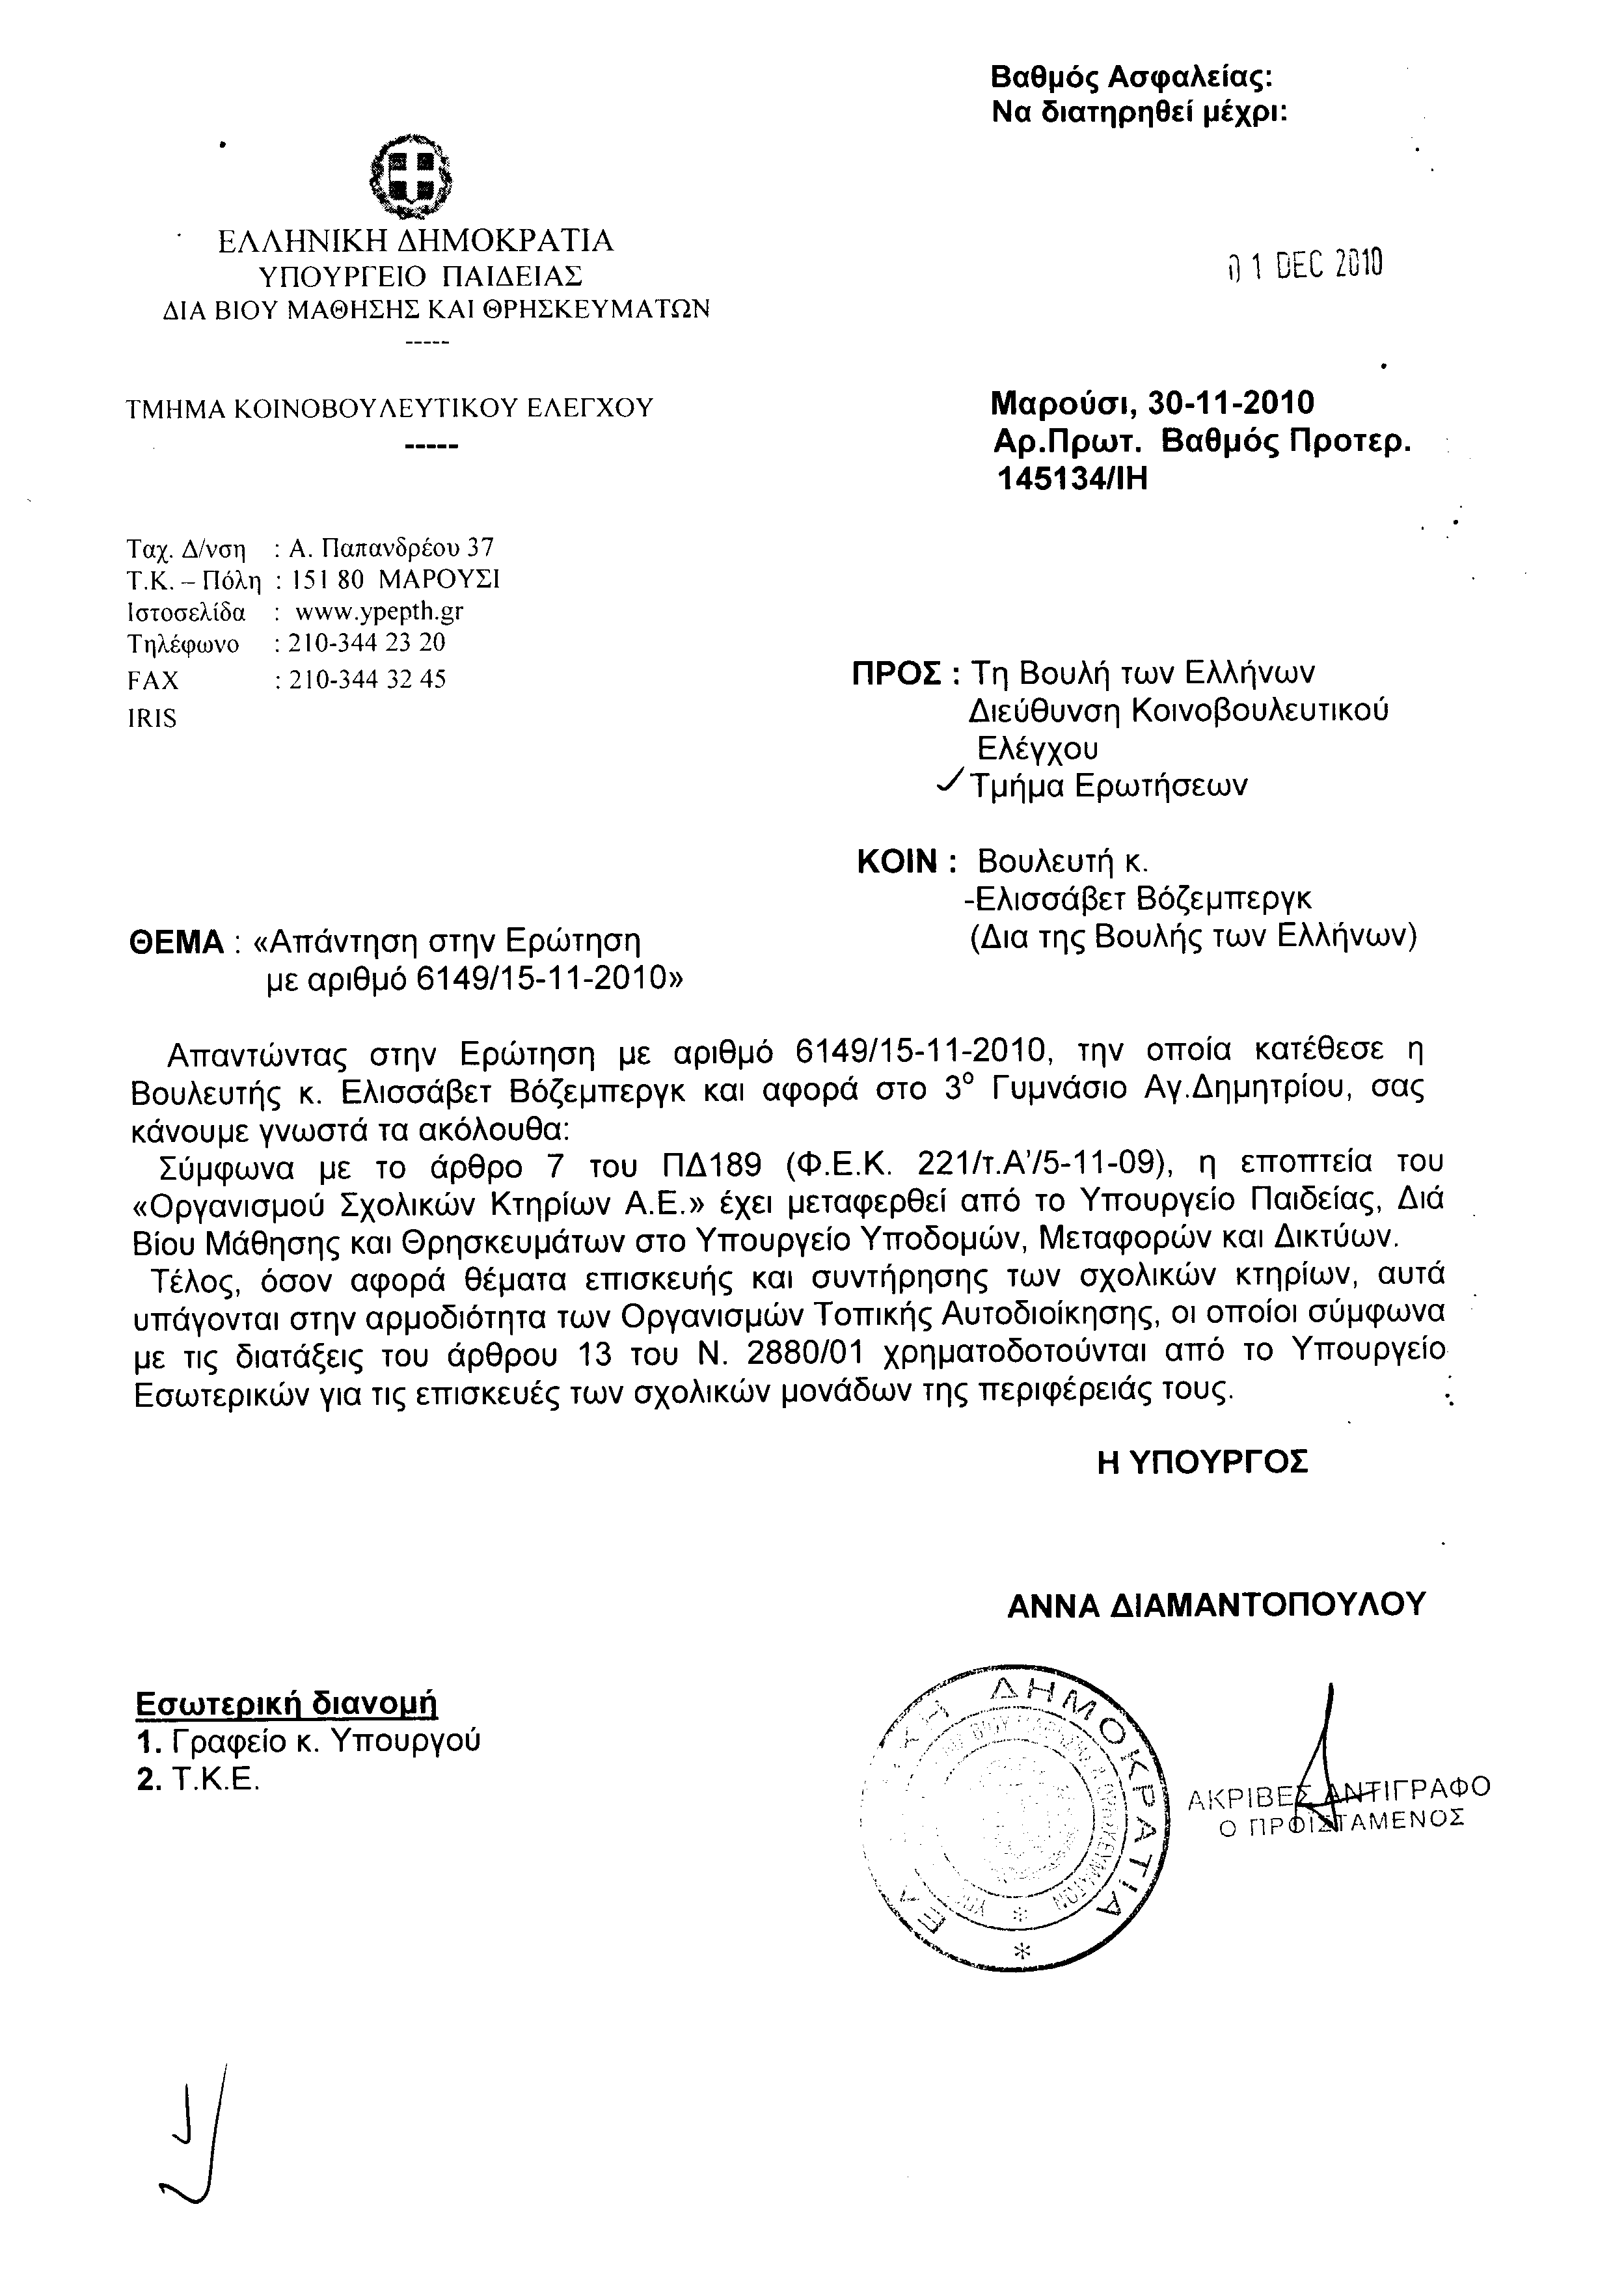 Βαθμός Ασφαλείας:
Να διατηρηθεί μέχρι:
ΕΛΛΗΝΙΚΗ ΔΗΜΟΚΡΑΤΙΑ
ΥΠΟΥΡΓΕΙΟ ΠΑΙΔΕΙΑΣ
ΔΙΑ ΒΙΟΥ ΜΑΘΗΣΗΣ ΚΑΙ ΘΡΗΣΚΕΥΜΑΤΩΝ
-----
01 DEC 2010
ΤΜΗΜΑ ΚΟΙΝΟΒΟΥΛΕΥΤΙΚΟΥ ΕΛΕΓΧΟΥ
-----
Μαρούσι, 30-11-2010
Αρ.Πρωτ. Βαθμός Προτερ.
145134/ΙΗ
Ταχ. Δ/νση : Α. Παπανδρέου 37
Τ.Κ. – Πόλη : 151 80 ΜΑΡΟΥΣΙ
Ιστοσελίδα : www.ypepth.gr
Τηλέφωνο : 210-344 23 20
FAX : 210-344 32 45
IRIS
ΠΡΟΣ : Τη Βουλή των Ελλήνων
Διεύθυνση Κοινοβουλευτικού
Ελέγχου
Τμήμα Ερωτήσεων
ΚΟΙΝ : Βουλευτή κ.
-Ελισσάβετ Βόζεμπεργκ
(Δια της Βουλής των Ελλήνων)
ΘΕΜΑ : «Απάντηση στην Ερώτηση
με αριθμό 6149/15-11-2010»
Απαντώντας στην Ερώτηση με αριθμό 6149/15-11-2010, την οποία κατέθεσε η
Βουλευτής κ. Ελισσάβετ Βόζεμπεργκ και αφορά στο 3° Γυμνάσιο Αγ.Δημητρίου, σας
κάνουμε γνωστά τα ακόλουθα:
Σύμφωνα με το άρθρο 7 του ΠΔ189 (Φ.Ε.Κ. 221/τ.Α'/5-11-09), η εποπτεία του
«Οργανισμού Σχολικών Κτηρίων Α.Ε.» έχει μεταφερθεί από το Υπουργείο Παιδείας, Διά
Βίου Μάθησης και Θρησκευμάτων στο Υπουργείο Υποδομών, Μεταφορών και Δικτύων.
Τέλος, όσον αφορά θέματα επισκευής και συντήρησης των σχολικών κτηρίων, αυτά
υπάγονται στην αρμοδιότητα των Οργανισμών Τοπικής Αυτοδιοίκησης, οι οποίοι σύμφωνα
με τις διατάξεις του άρθρου 13 του Ν. 2880/01 χρηματοδοτούνται από το Υπουργείο
Εσωτερικών για τις επισκευές των σχολικών μονάδων της περιφέρειάς τους.
Η ΥΠΟΥΡΓΟΣ
ΑΝΝΑ ΔΙΑΜΑΝΤΟΠΟΥΛΟΥ
Εσωτερική διανομή
1. Γραφείο κ. Υπουργού
2. Τ.Κ.Ε.
ΔΗΜΟΚΡΑΤΙΑ
ΑΚΡΙΒΕΣ ΑΝΤΙΓΡΑΦΟ
Ο ΠΡΟΪΣΤΑΜΕΝΟΣ